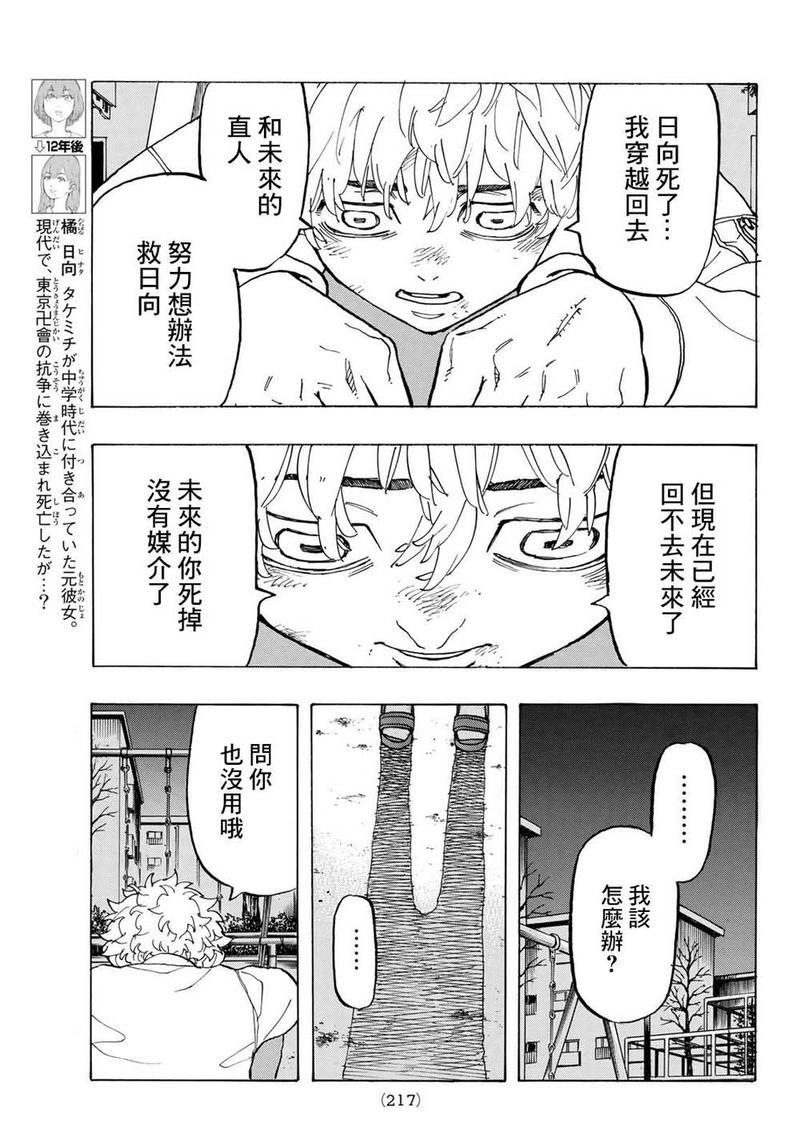 日向死了…
我穿越回去
和未來的
直人
努力想辦法
救日向
但現在已經
回不去未來了
未來的你死掉
沒有媒介了
………
我該
怎麼辦?
……
問你
也沒用哦
⇩12年後
橘 日向 タケミチが中学時代に付き合っていた元彼女。
現代で、東京卍會の抗争に巻き込まれ死亡したが…?
(217)